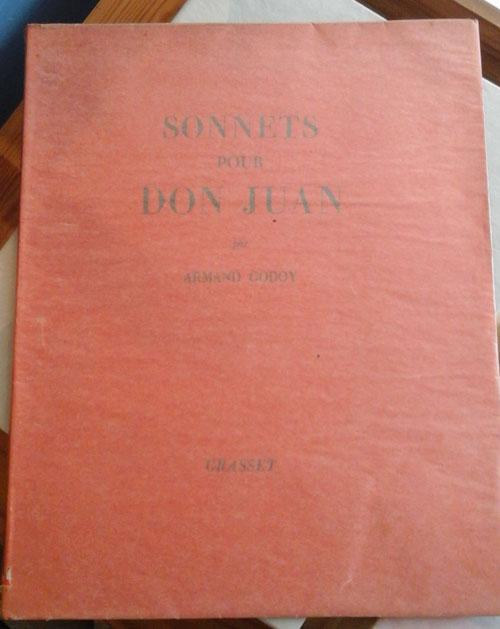 SONNETS
POUR
DON JUAN
par
ARMAND GODOY
GRASSET